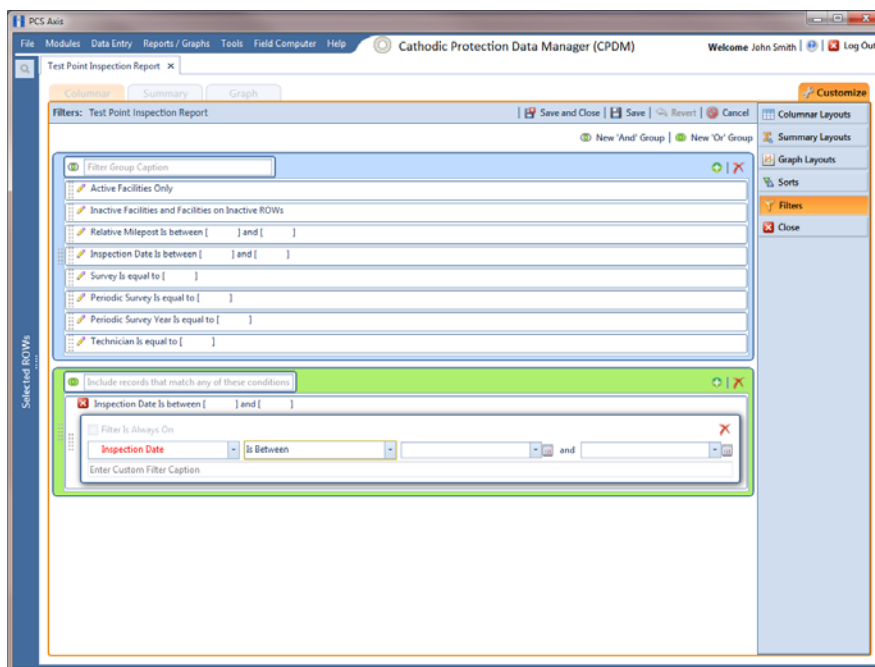 PCS Axis
File Modules Data Entry Reports / Graphs Tools Field Computer Help Cathodic Protection Data Manager (CPDM) Welcome John Smith | | Log Out
Test Point Inspection Report
Columnar Summary Graph Customize
Filters: Test Point Inspection Report | Save and Close | Save | Revert | Cancel
Columnar Layouts
New 'And' Group | New 'Or' Group
Summary Layouts
Graph Layouts
Sorts
Filters
Close
Filter Group Caption
Active Facilities Only
Inactive Facilities and Facilities on Inactive ROWs
Relative Milepost Is between [ ] and [ ]
Inspection Date Is between [ ] and [ ]
Survey Is equal to [ ]
Periodic Survey Is equal to [ ]
Periodic Survey Year Is equal to [ ]
Technician Is equal to [ ]
Selected ROWs
Include records that match any of these conditions
Inspection Date Is between [ ] and [ ]
Filter Is Always On
Inspection Date Is Between and
Enter Custom Filter Caption